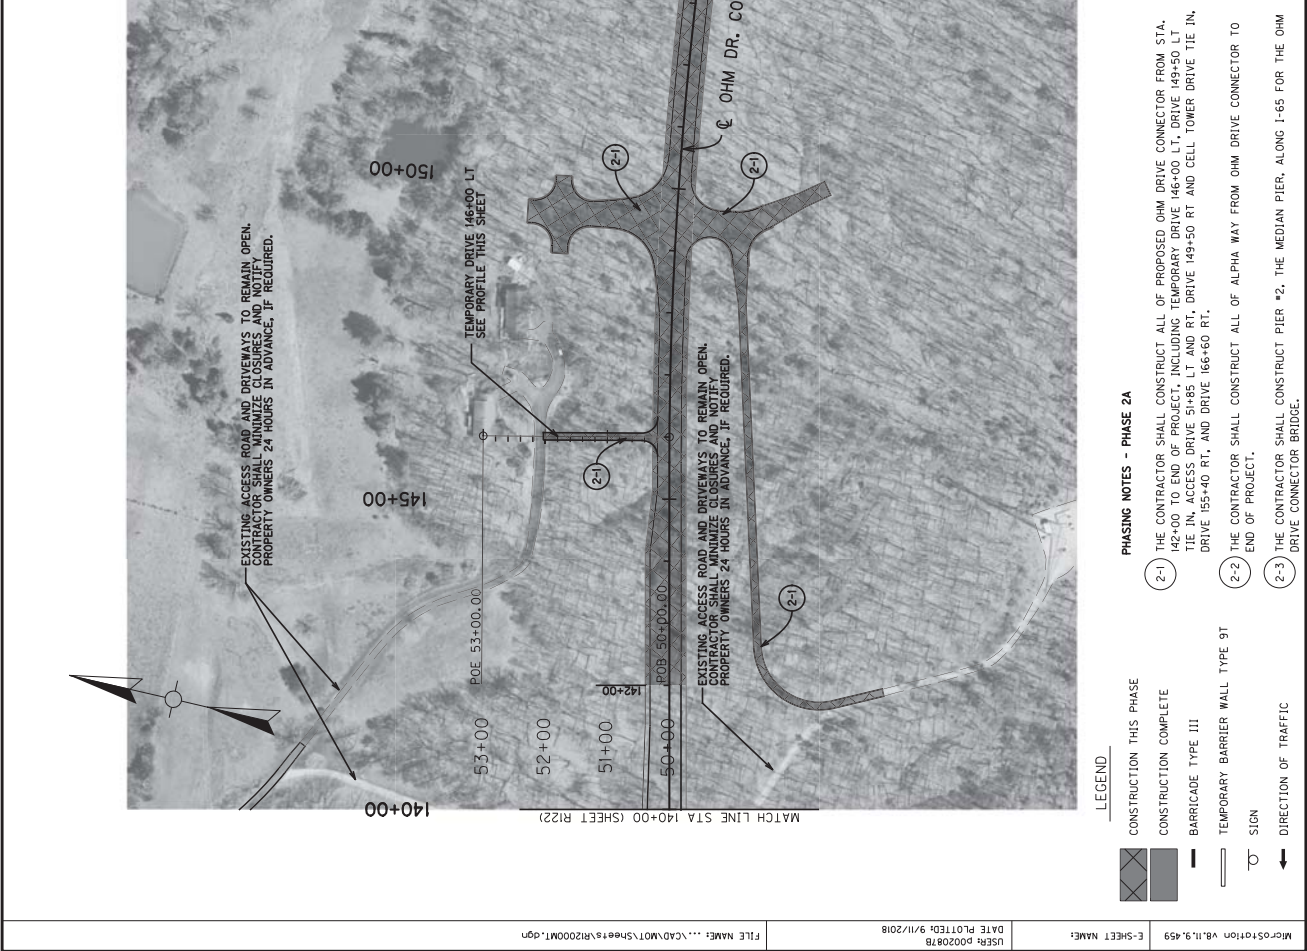 EXISTING ACCESS ROAD AND DRIVEWAYS TO REMAIN OPEN.
CONTRACTOR SHALL MINIMIZE CLOSURES AND NOTIFY
PROPERTY OWNERS 24 HOURS IN ADVANCE, IF REQUIRED.
140+00
145+00
150+00
TEMPORARY DRIVE 146+00 LT
SEE PROFILE THIS SHEET
POE 53+00.00
53+00
52+00
51+00
50+00
142+00
POB 50+00.00
2-1
2-1
2-1
2-1
℄ OHM DR. CO
EXISTING ACCESS ROAD AND DRIVEWAYS TO REMAIN OPEN.
CONTRACTOR SHALL MINIMIZE CLOSURES AND NOTIFY
PROPERTY OWNERS 24 HOURS IN ADVANCE, IF REQUIRED.
MATCH LINE STA 140+00 (SHEET R122)
LEGEND
CONSTRUCTION THIS PHASE
CONSTRUCTION COMPLETE
BARRICADE TYPE III
TEMPORARY BARRIER WALL TYPE 9T
SIGN
DIRECTION OF TRAFFIC
PHASING NOTES - PHASE 2A
2-1 THE CONTRACTOR SHALL CONSTRUCT ALL OF PROPOSED OHM DRIVE CONNECTOR FROM STA.
142+00 TO END OF PROJECT, INCLUDING TEMPORARY DRIVE 146+00 LT, DRIVE 149+50 LT
TIE IN, ACCESS DRIVE 51+85 LT AND RT, DRIVE 149+50 RT AND CELL TOWER DRIVE TIE IN,
DRIVE 155+40 RT, AND DRIVE 166+60 RT.
2-2 THE CONTRACTOR SHALL CONSTRUCT ALL OF ALPHA WAY FROM OHM DRIVE CONNECTOR TO
END OF PROJECT.
2-3 THE CONTRACTOR SHALL CONSTRUCT PIER #2, THE MEDIAN PIER, ALONG I-65 FOR THE OHM
DRIVE CONNECTOR BRIDGE.
MicroStation v8.11.9.459
E-SHEET NAME:
USER: p002087B
DATE PLOTTED: 9/11/2018
FILE NAME: ...\CAD\MOT\Sheets\R12000MT.dgn